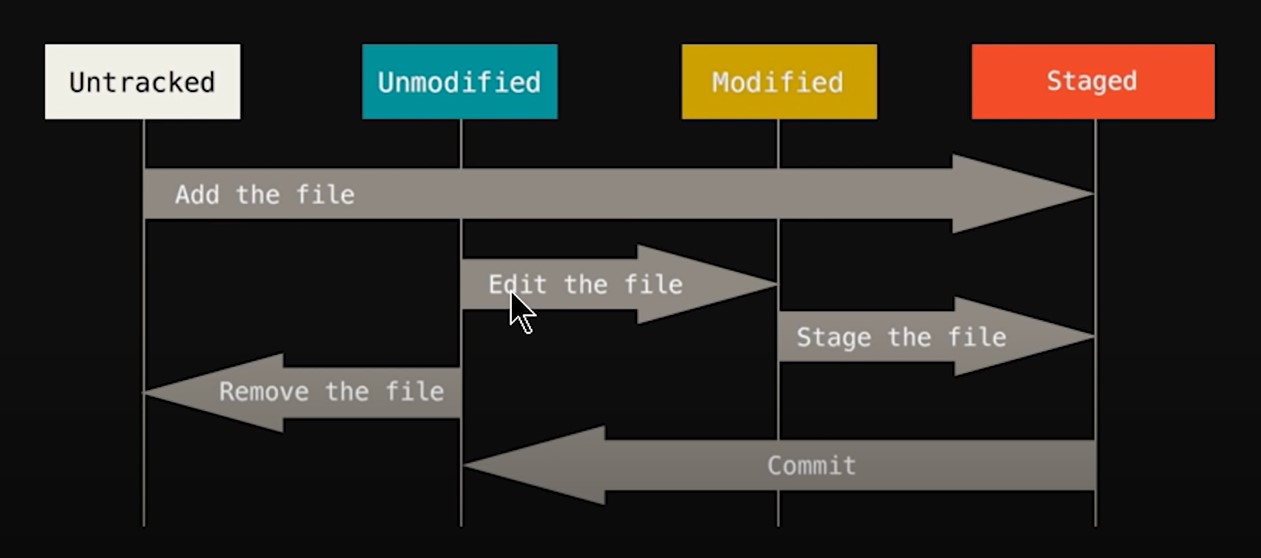 Untracked
Unmodified
Modified
Staged
Add the file
Edit the file
Stage the file
Remove the file
Commit